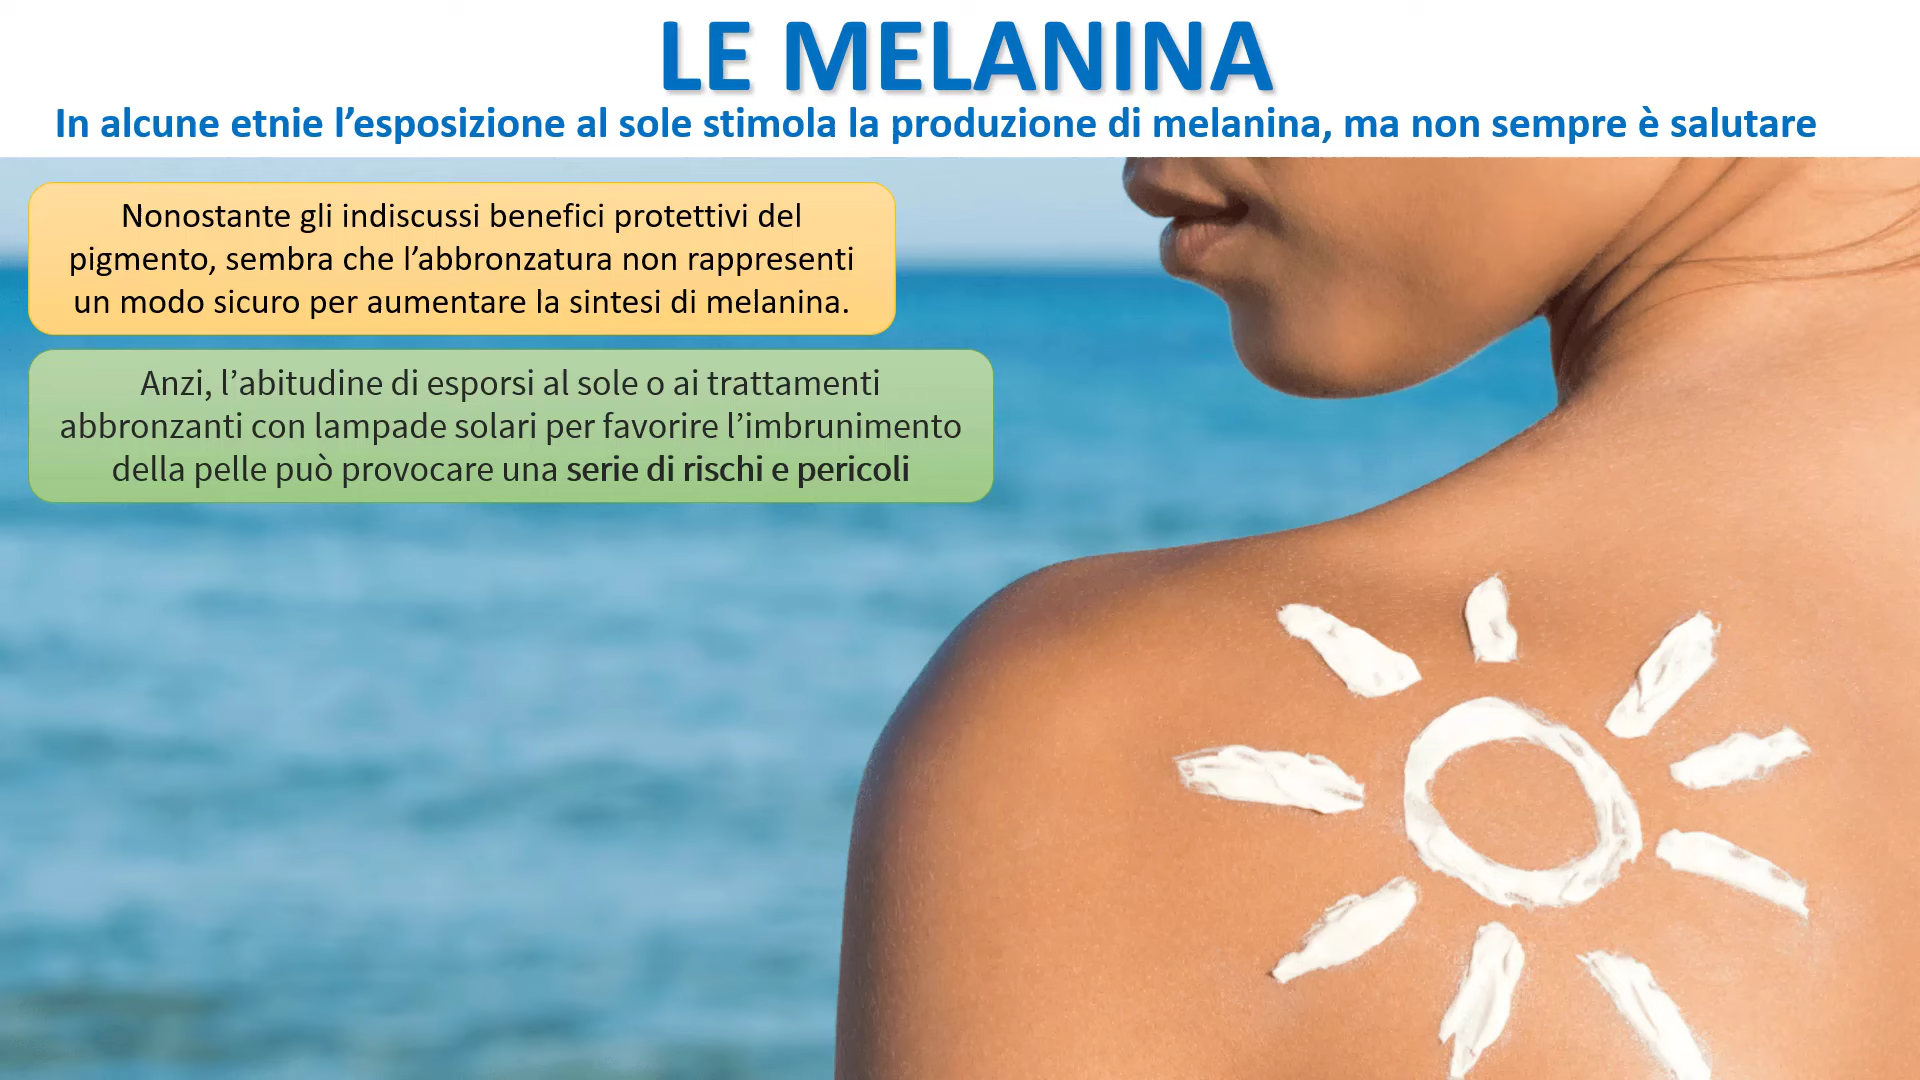 LE MELANINA
In alcune etnie l’esposizione al sole stimola la produzione di melanina, ma non sempre è salutare
Nonostante gli indiscussi benefici protettivi del
pigmento, sembra che l’abbronzatura non rappresenti
un modo sicuro per aumentare la sintesi di melanina.
Anzi, l’abitudine di esporsi al sole o ai trattamenti
abbronzanti con lampade solari per favorire l’imbrunimento
della pelle può provocare una serie di rischi e pericoli